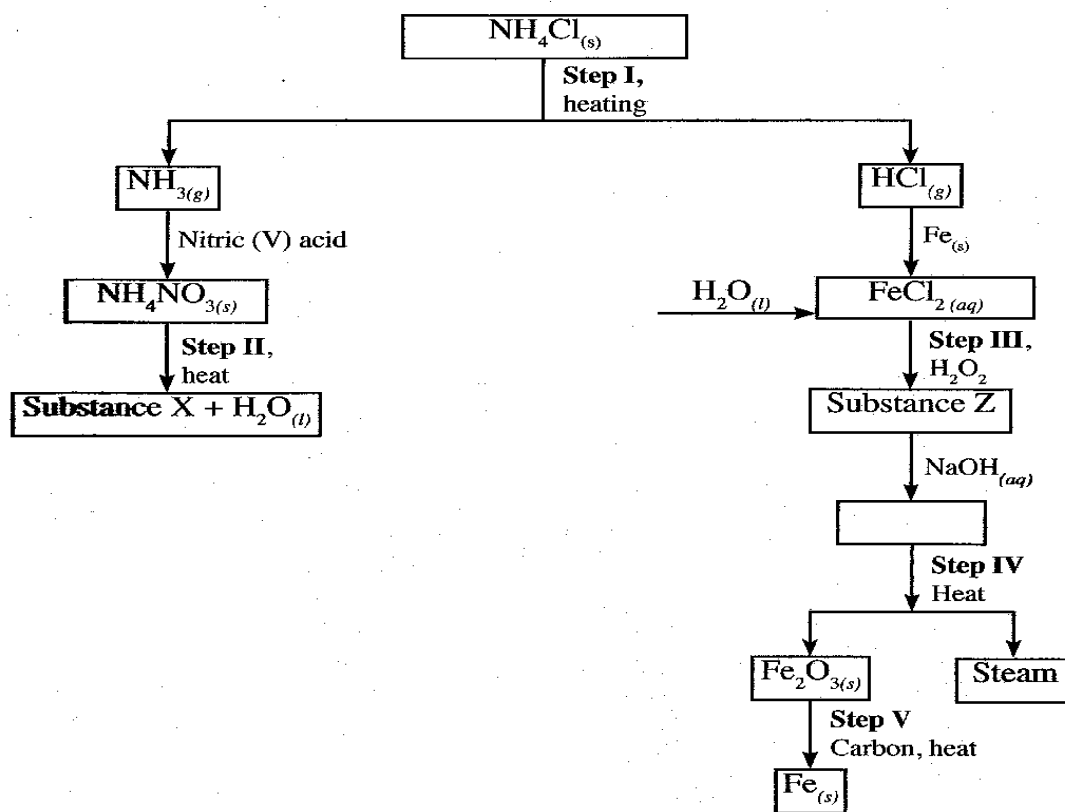 NH₄Cl(s)
Step I,
heating
NH₃(g)
HCl(g)
Nitric (V) acid
Fe(s)
NH₄NO₃(s)
H₂O(l)
FeCl₂(aq)
Step II,
heat
Step III,
H₂O₂
Substance X + H₂O(l)
Substance Z
NaOH(aq)
Step IV
Heat
Fe₂O₃(s)
Steam
Step V
Carbon, heat
Fe(s)